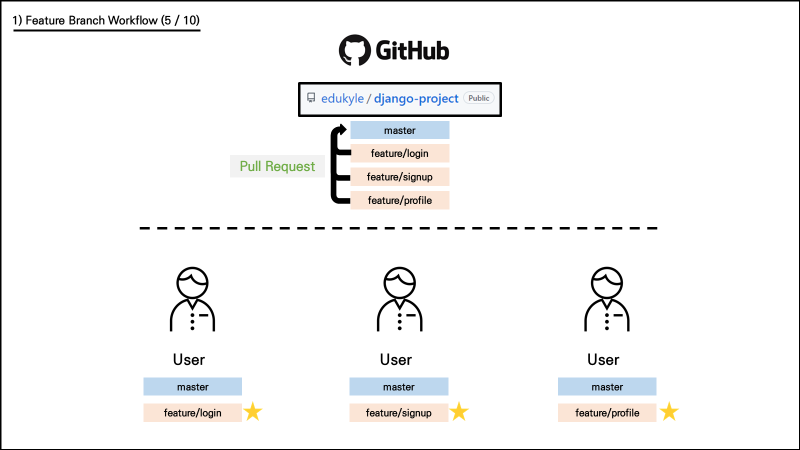 1) Feature Branch Workflow (5 / 10)
GitHub
edukyle / django-project Public
master
feature/login
Pull Request
feature/signup
feature/profile
User
User
User
master
master
master
feature/login
feature/signup
feature/profile